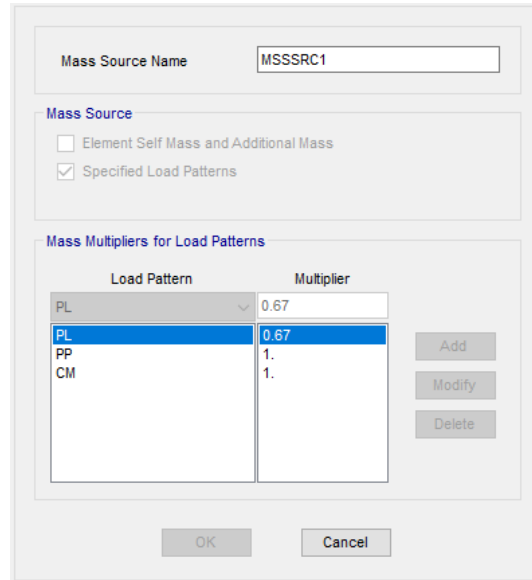 Mass Source Name MSSSRC1
Mass Source
Element Self Mass and Additional Mass
Specified Load Patterns
Mass Multipliers for Load Patterns
Load Pattern Multiplier
PL 0.67
PL 0.67
PP 1.
CM 1.
Add
Modify
Delete
OK Cancel